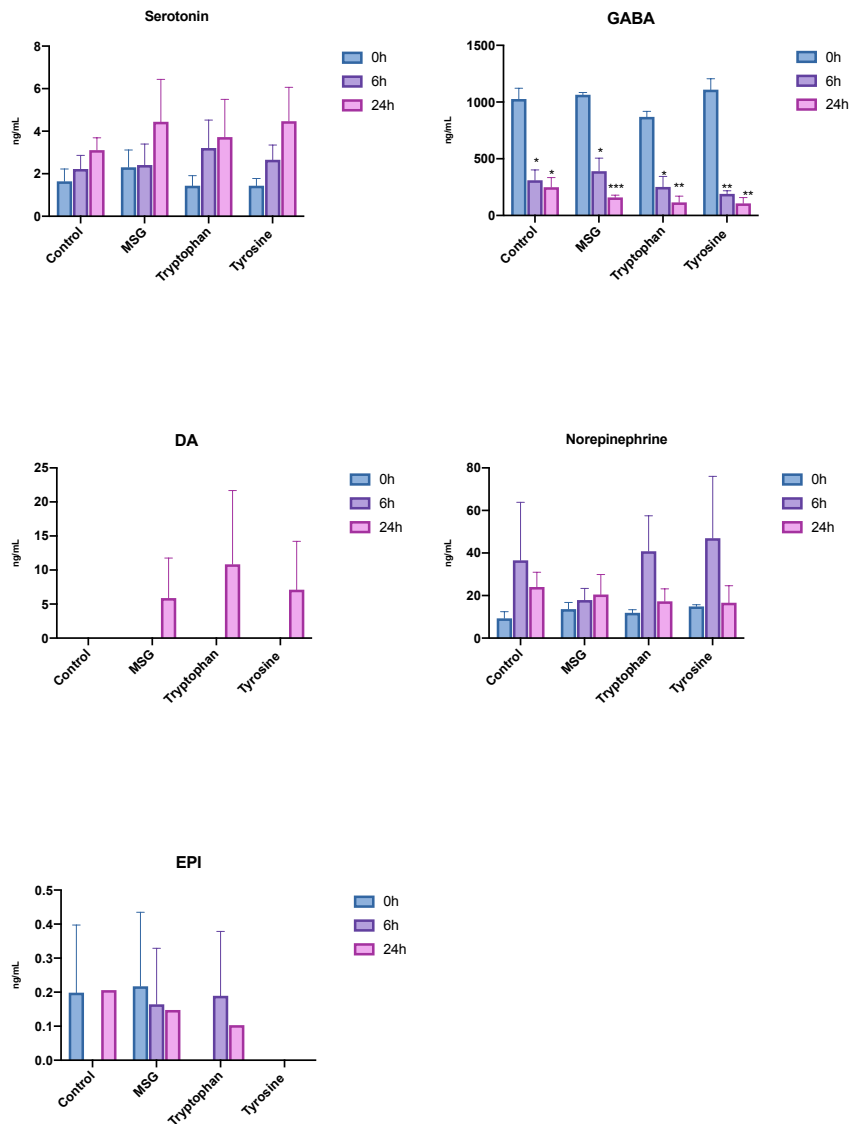 Serotonin
8
6
4
2
0
ng/mL
Control
MSG
Tryptophan
Tyrosine
0h
6h
24h
GABA
1500
1000
500
0
ng/mL
* *
* ***
* **
** **
Control
MSG
Tryptophan
Tyrosine
0h
6h
24h
DA
25
20
15
10
5
0
ng/mL
Control
MSG
Tryptophan
Tyrosine
0h
6h
24h
Norepinephrine
80
60
40
20
0
ng/mL
Control
MSG
Tryptophan
Tyrosine
0h
6h
24h
EPI
0.5
0.4
0.3
0.2
0.1
0.0
ng/mL
Control
MSG
Tryptophan
Tyrosine
0h
6h
24h